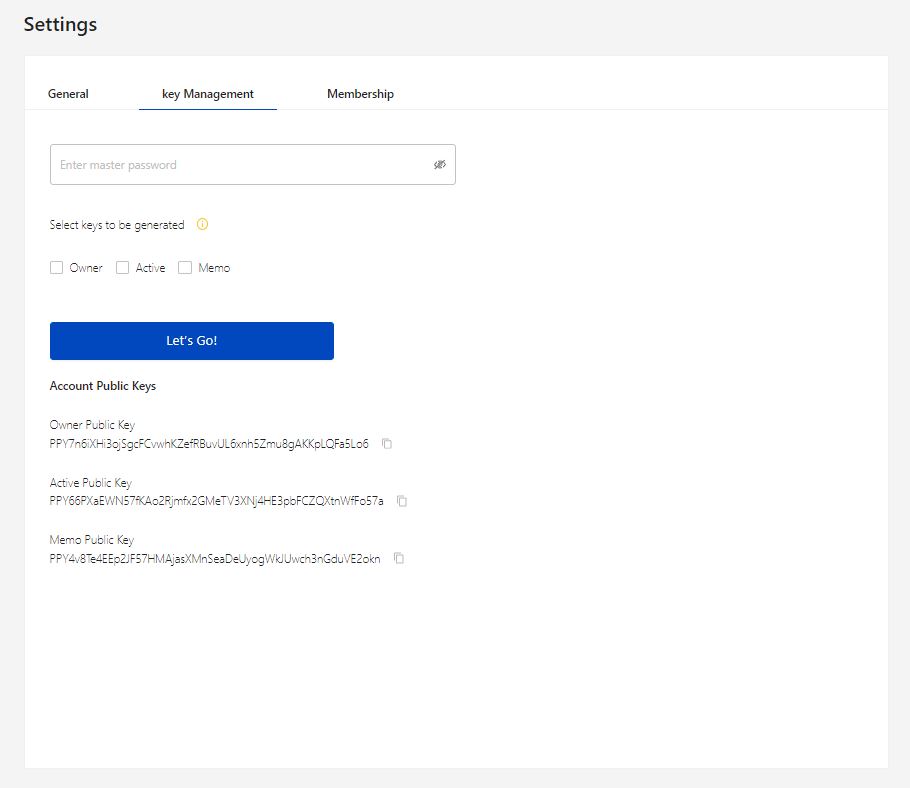 Settings
General
key Management
Membership
Enter master password
Select keys to be generated
Owner
Active
Memo
Let's Go!
Account Public Keys
Owner Public Key
PPY7n6iXHi3ojSgcFCvwhKZefRBuvUL6xnh5Zmu8gAKKpLQFa5Lo6
Active Public Key
PPY66PXaEWN57fKAo2Rjmfx2GMeTV3XNj4HE3pbFCZQXtnWfFo57a
Memo Public Key
PPY4v8Te4EEp2JF57HMAjasXMnSeaDeUyogWkJUwch3nGduVE2okn